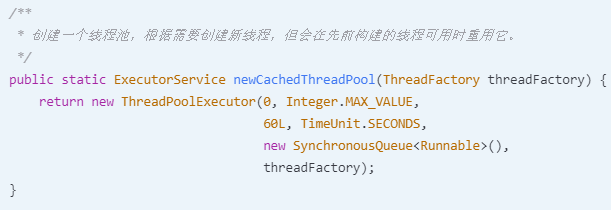 /**
 * 创建一个线程池，根据需要创建新线程，但会在先前构建的线程可用时重用它。
 */
public static ExecutorService newCachedThreadPool(ThreadFactory threadFactory) {
    return new ThreadPoolExecutor(0, Integer.MAX_VALUE,
                                  60L, TimeUnit.SECONDS,
                                  new SynchronousQueue<Runnable>(),
                                  threadFactory);
}